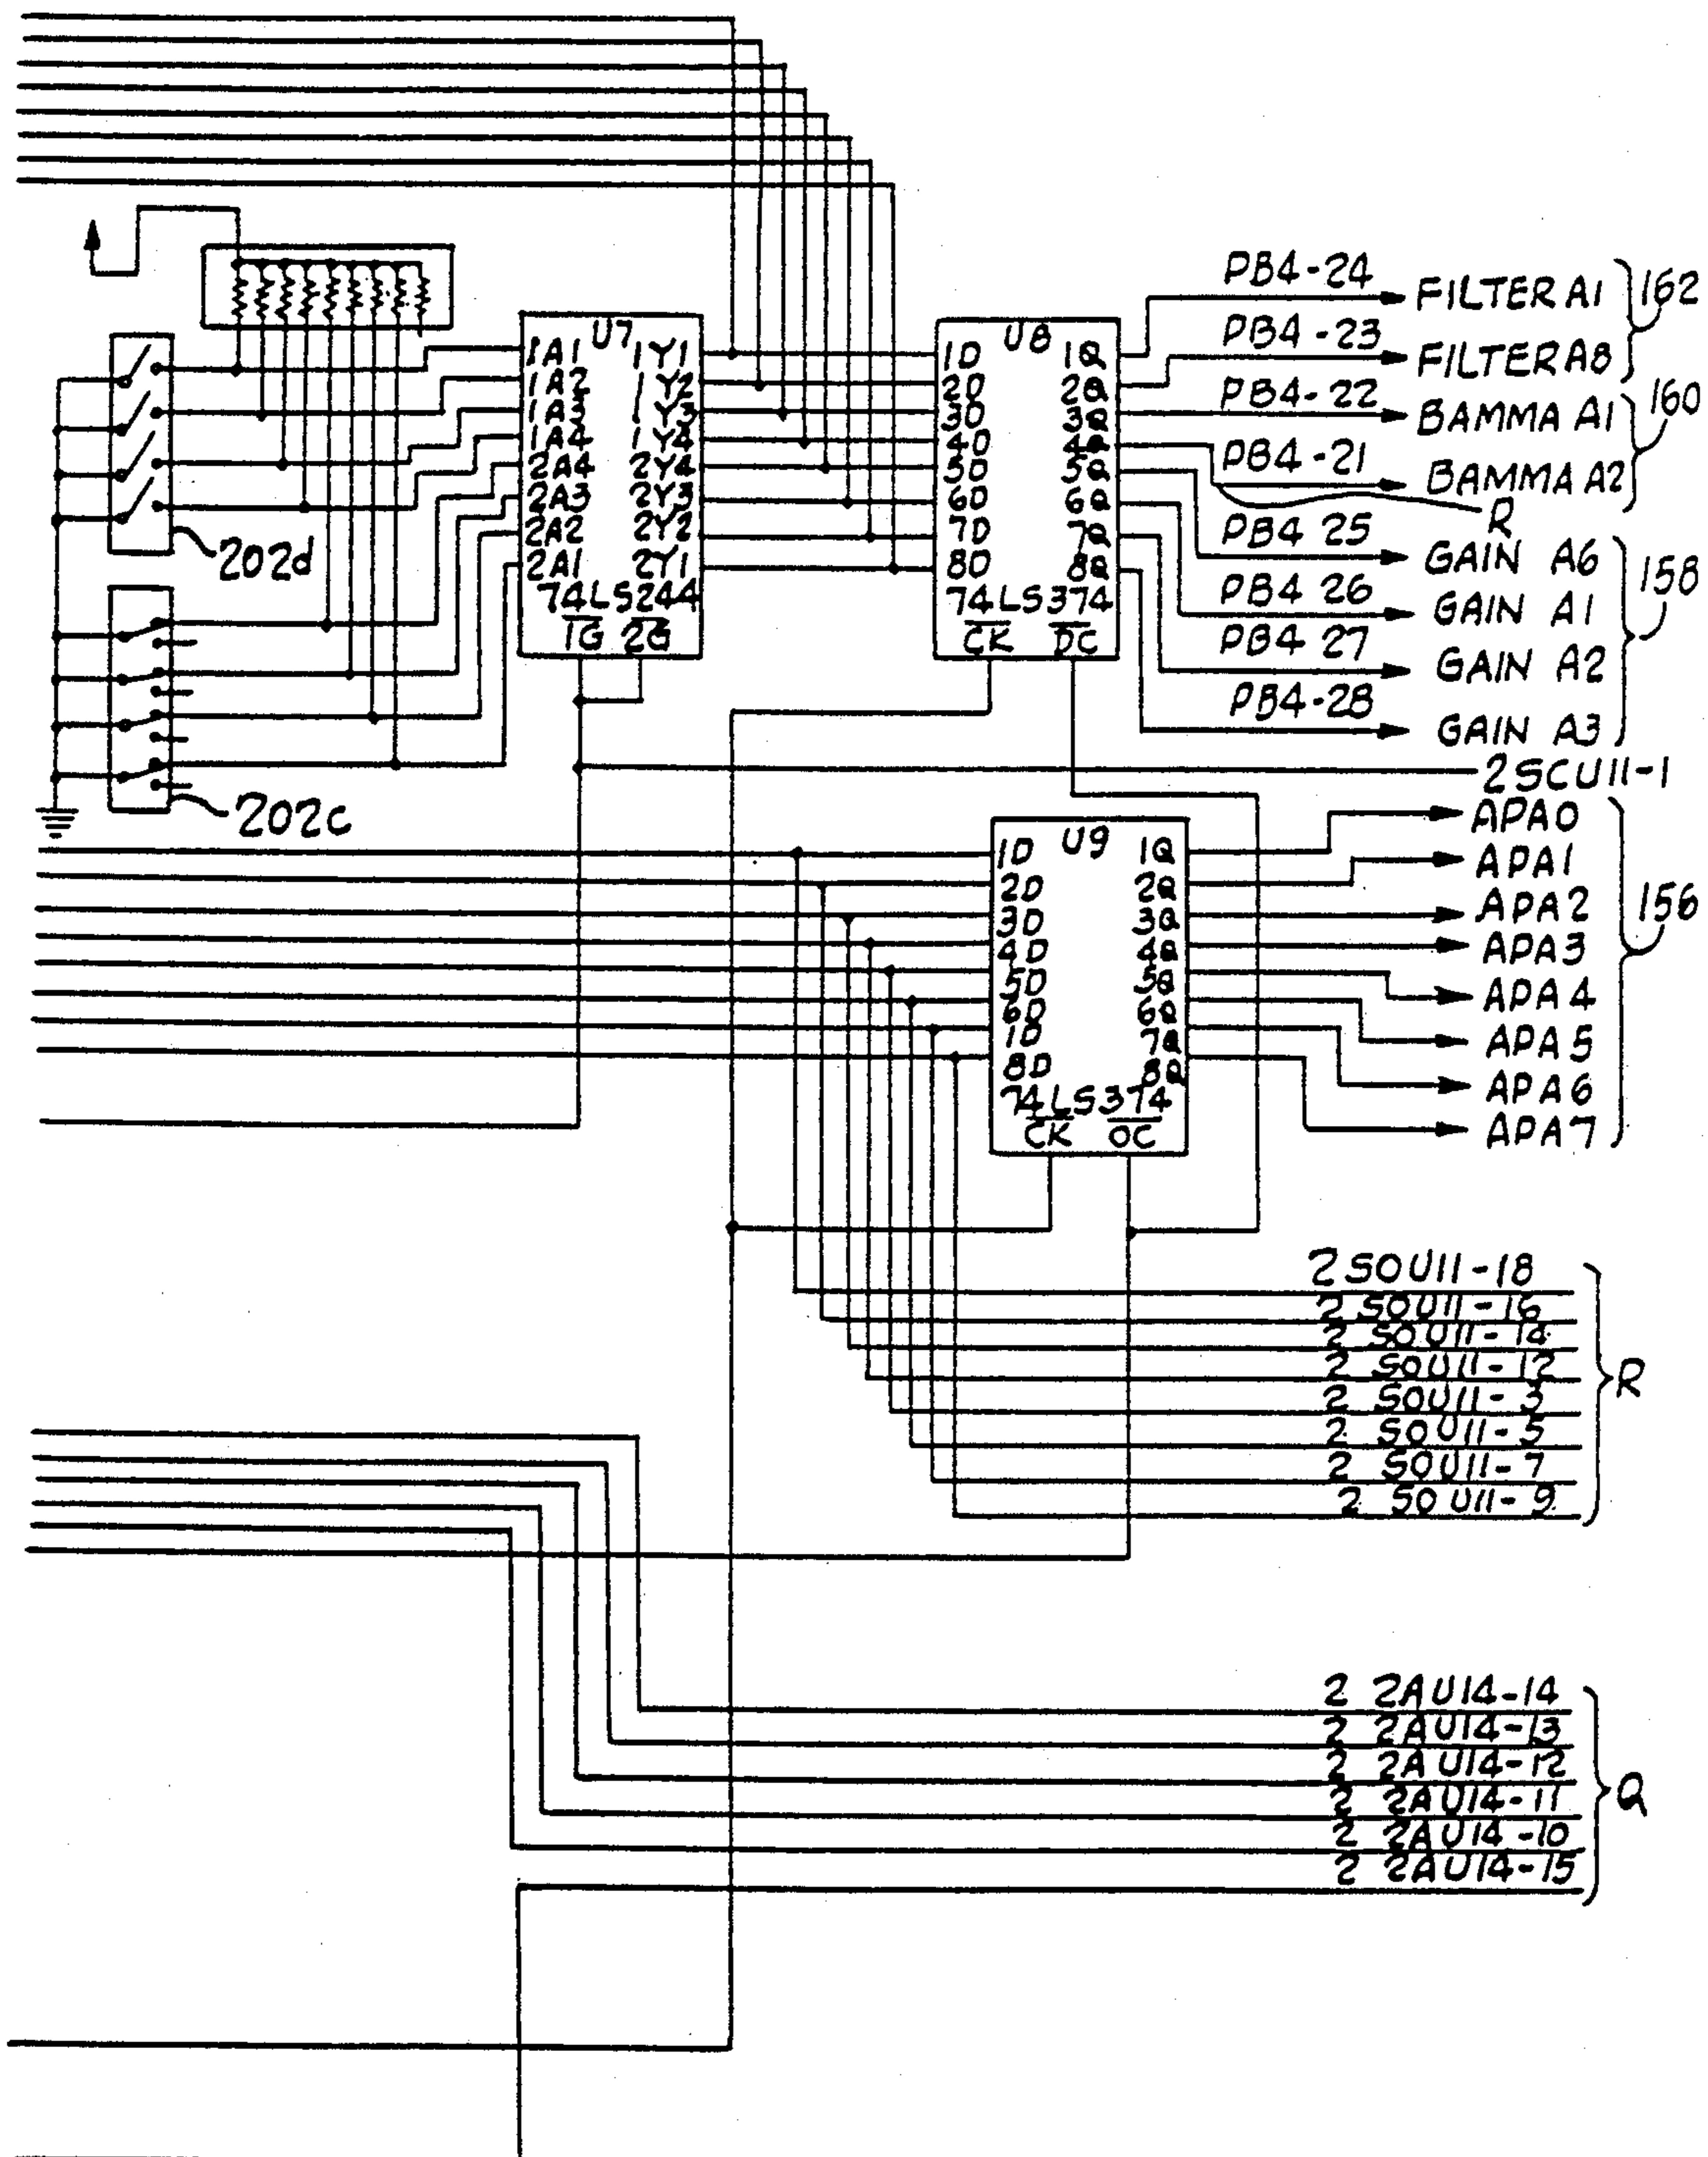 PB4-24
FILTER A1
162
PB4-23
FILTER A8
PB4-22
BAMMA A1
160
PB4-21
BAMMA A2
R
PB4 25
GAIN A6
158
PB4 26
GAIN A1
PB4 27
GAIN A2
PB4-28
GAIN A3
2SCU11-1
U7
1A1 1Y1
1A2 1Y2
1A3 1Y3
1A4 1Y4
2A4 2Y4
2A3 2Y3
2A2 2Y2
2A1 2Y1
74LS244
1G 2G
U8
1D 1Q
2D 2Q
3D 3Q
4D 4Q
5D 5Q
6D 6Q
7D 7Q
8D 8Q
74LS374
CK DC
202d
202c
U9
1D 1Q
2D 2Q
3D 3Q
4D 4Q
5D 5Q
6D 6Q
1D 7Q
8D 8Q
74LS374
CK OC
APA0
APA1
APA2
156
APA3
APA4
APA5
APA6
APA7
2 SOU11-18
2 SOU11-16
2 SOU11-14
2 SOU11-12
R
2 SOU11-3
2 SOU11-5
2 SOU11-7
2 SOU11-9
2 2AU14-14
2 2AU14-13
2 2AU14-12
2 2AU14-11
Q
2 2AU14-10
2 2AU14-15